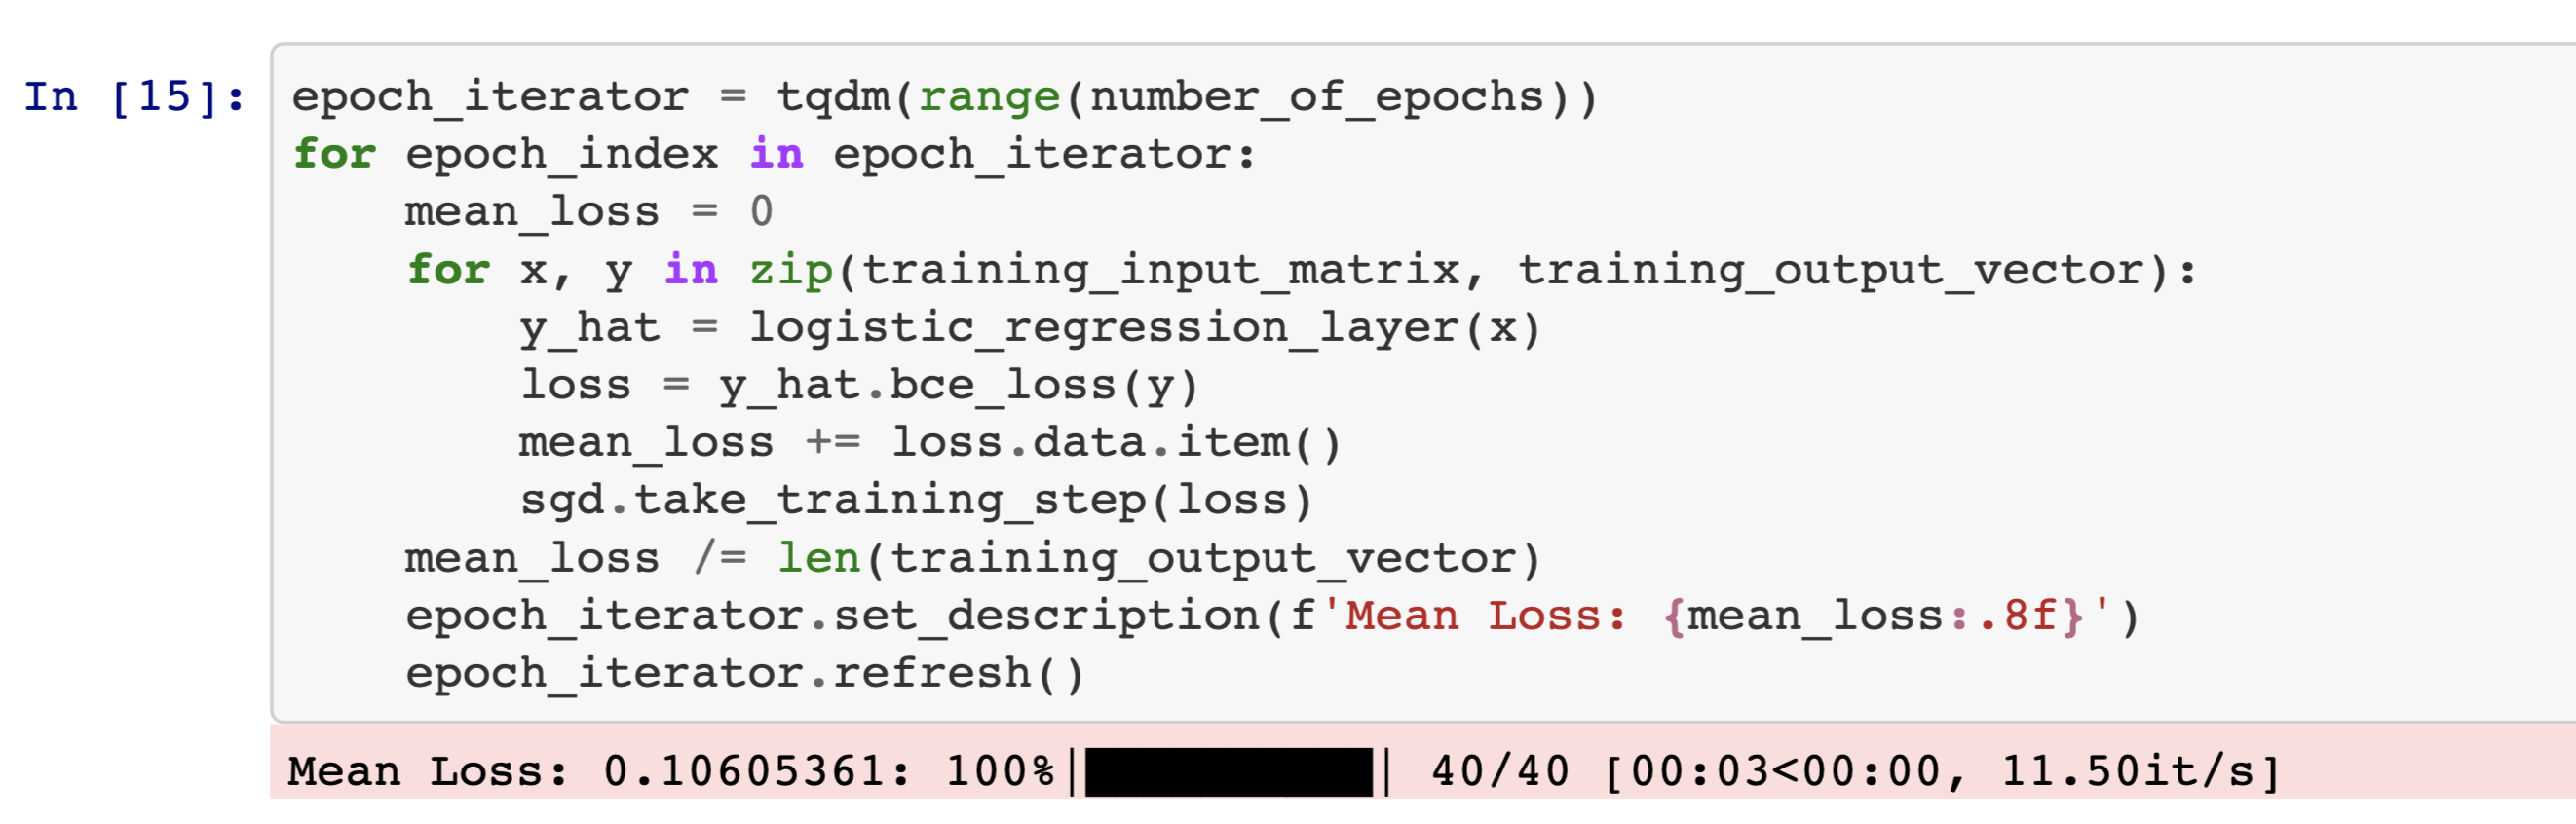 In [15]: epoch_iterator = tqdm(range(number_of_epochs))
for epoch_index in epoch_iterator:
    mean_loss = 0
    for x, y in zip(training_input_matrix, training_output_vector):
        y_hat = logistic_regression_layer(x)
        loss = y_hat.bce_loss(y)
        mean_loss += loss.data.item()
        sgd.take_training_step(loss)
    mean_loss /= len(training_output_vector)
    epoch_iterator.set_description(f'Mean Loss: {mean_loss:.8f}')
    epoch_iterator.refresh()
Mean Loss: 0.10605361: 100%|██████████| 40/40 [00:03<00:00, 11.50it/s]